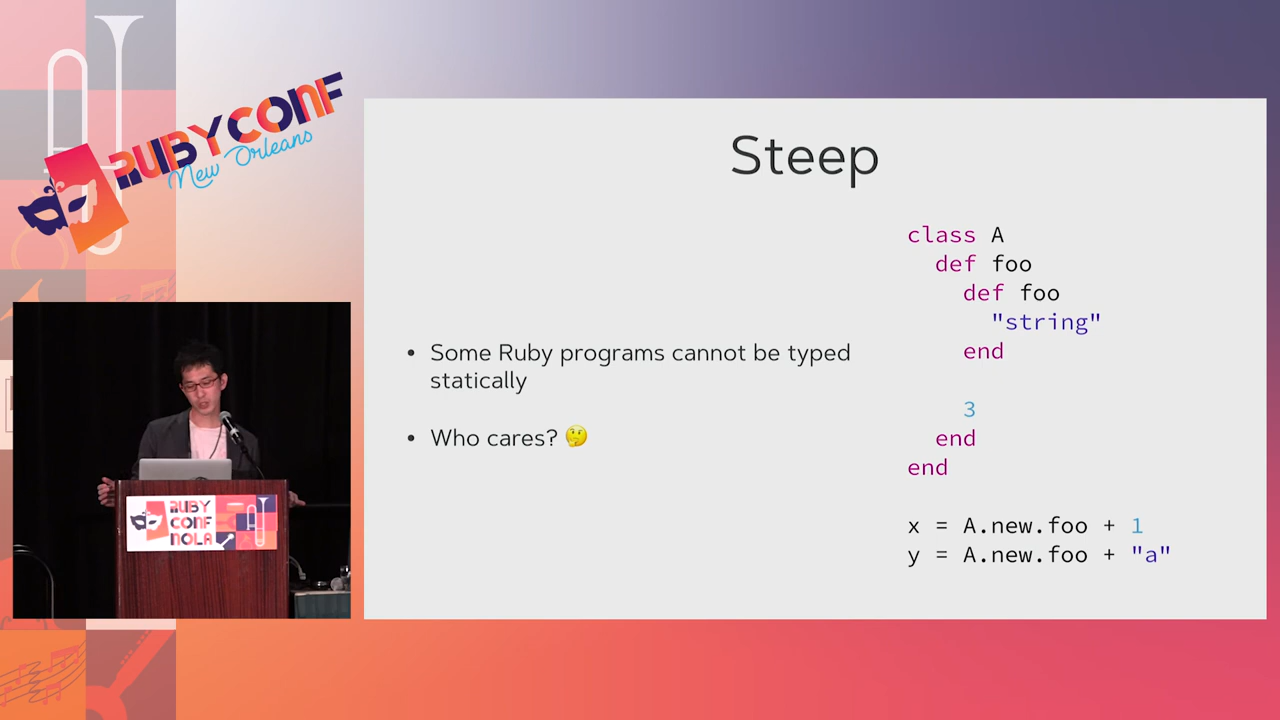 RUBYCONF
New Orleans
Steep
• Some Ruby programs cannot be typed
statically
• Who cares? 🤔
class A
def foo
def foo
"string"
end
3
end
end
x = A.new.foo + 1
y = A.new.foo + "a"
RUBY
CONF
NOLA